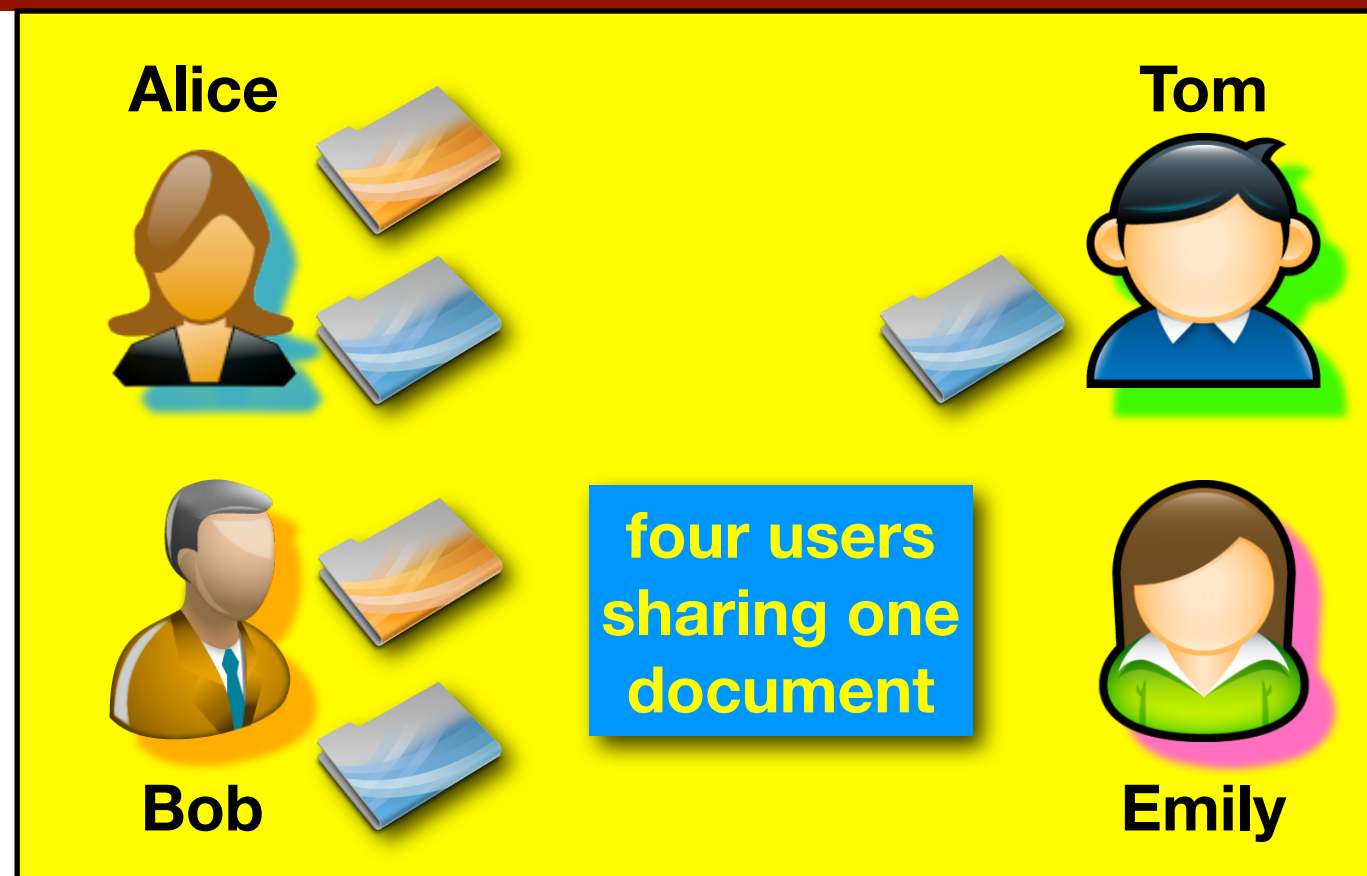 Alice
Tom
four users
sharing one
document
Bob
Emily